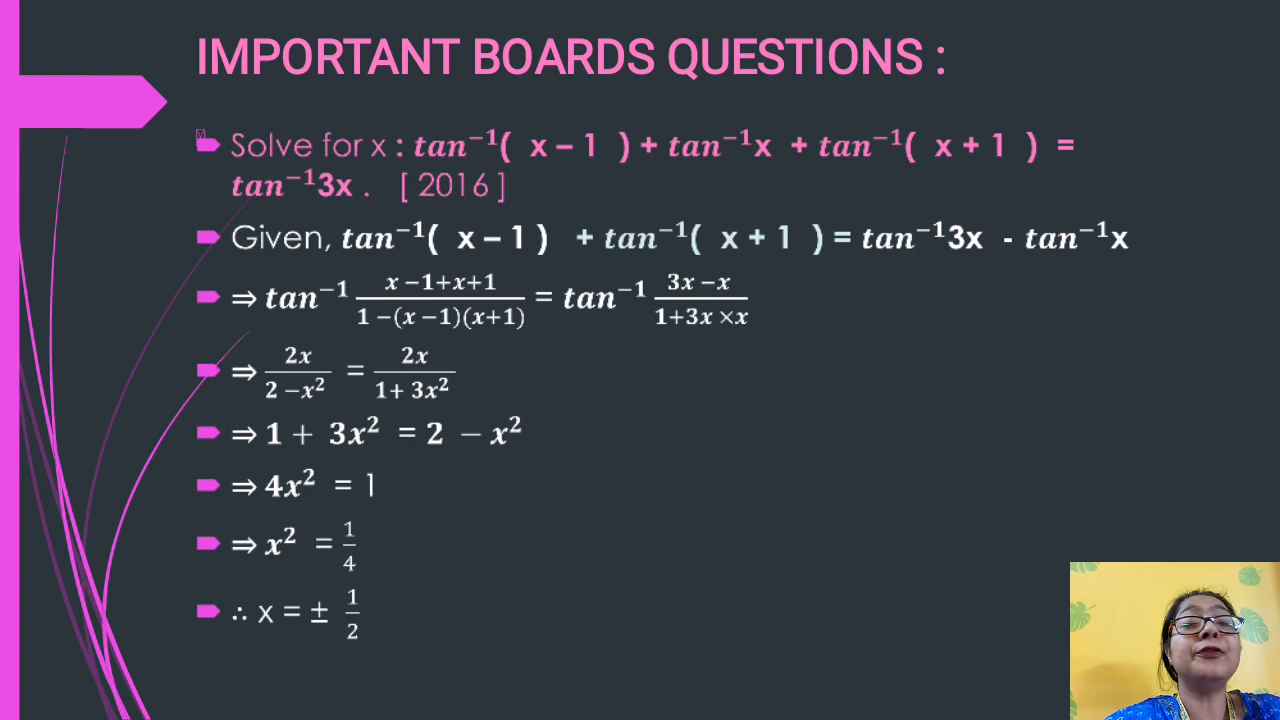 IMPORTANT BOARDS QUESTIONS :
Solve for x : tan⁻¹( x – 1 ) + tan⁻¹x + tan⁻¹( x + 1 ) =
tan⁻¹3x . [ 2016 ]
Given, tan⁻¹( x – 1 ) + tan⁻¹( x + 1 ) = tan⁻¹3x - tan⁻¹x
⇒ tan⁻¹ (x −1+x+1)/(1 −(x −1)(x+1)) = tan⁻¹ (3x −x)/(1+3x ×x)
⇒ 2x/(2 −x²) = 2x/(1+ 3x²)
⇒ 1 + 3x² = 2 − x²
⇒ 4x² = 1
⇒ x² = 1/4
∴ x = ± 1/2